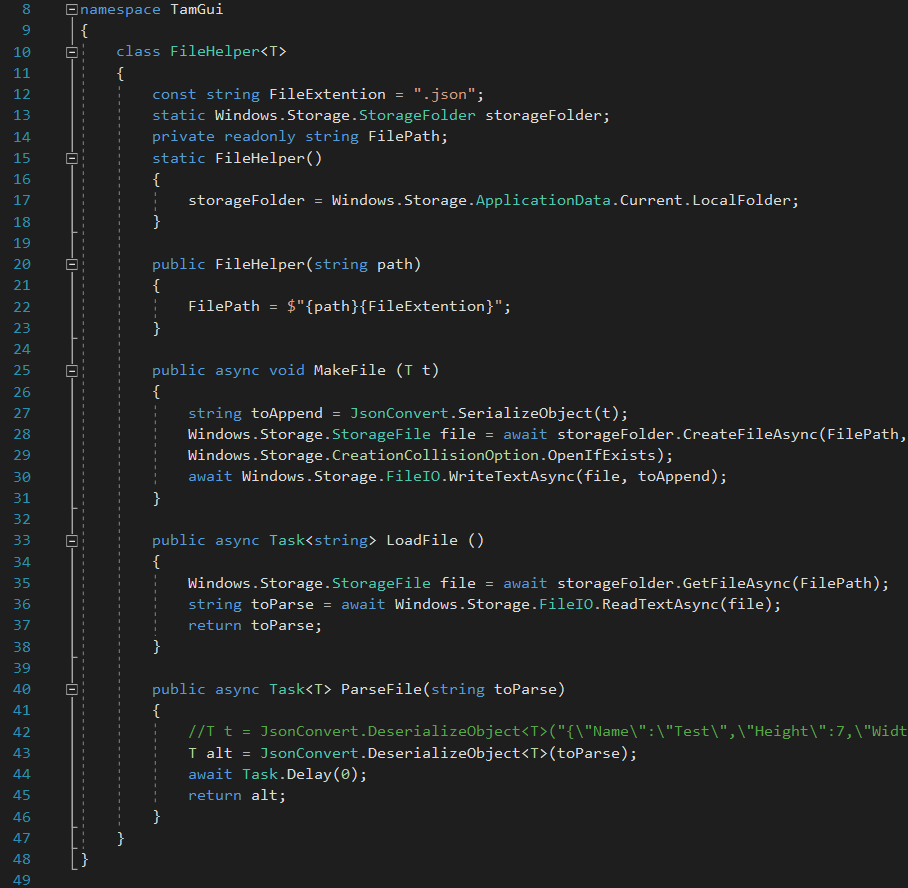 8 namespace TamGui
9 {
10 class FileHelper<T>
11 {
12 const string FileExtention = ".json";
13 static Windows.Storage.StorageFolder storageFolder;
14 private readonly string FilePath;
15 static FileHelper()
16 {
17 storageFolder = Windows.Storage.ApplicationData.Current.LocalFolder;
18 }
19
20 public FileHelper(string path)
21 {
22 FilePath = $"{path}{FileExtention}";
23 }
24
25 public async void MakeFile (T t)
26 {
27 string toAppend = JsonConvert.SerializeObject(t);
28 Windows.Storage.StorageFile file = await storageFolder.CreateFileAsync(FilePath,
29 Windows.Storage.CreationCollisionOption.OpenIfExists);
30 await Windows.Storage.FileIO.WriteTextAsync(file, toAppend);
31 }
32
33 public async Task<string> LoadFile ()
34 {
35 Windows.Storage.StorageFile file = await storageFolder.GetFileAsync(FilePath);
36 string toParse = await Windows.Storage.FileIO.ReadTextAsync(file);
37 return toParse;
38 }
39
40 public async Task<T> ParseFile(string toParse)
41 {
42 //T t = JsonConvert.DeserializeObject<T>("{\"Name\":\"Test\",\"Height\":7,\"Widt
43 T alt = JsonConvert.DeserializeObject<T>(toParse);
44 await Task.Delay(0);
45 return alt;
46 }
47 }
48 }
49